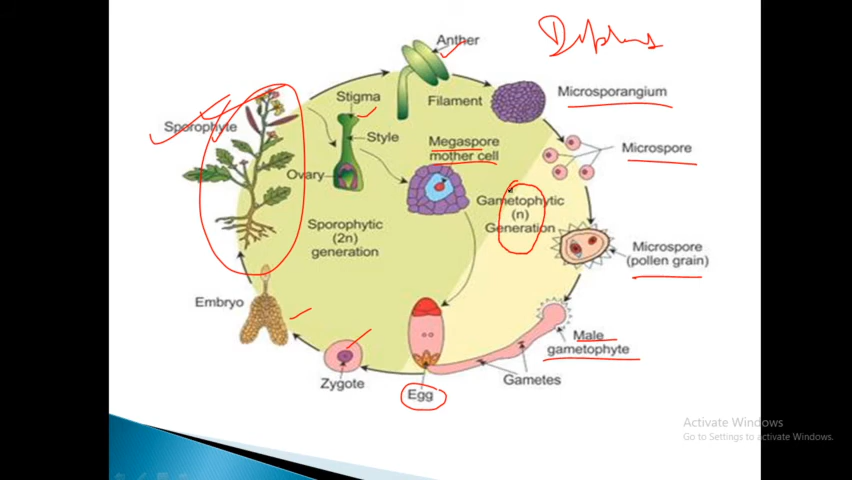 Anther
Stigma
Filament
Microsporangium
Sporophyte
Style
Megaspore
mother cell
Microspore
Ovary
Gametophytic
(n)
Generation
Sporophytic
(2n)
generation
Microspore
(pollen grain)
Embryo
Male
gametophyte
Zygote
Egg
Gametes
Activate Windows
Go to Settings to activate Windows.